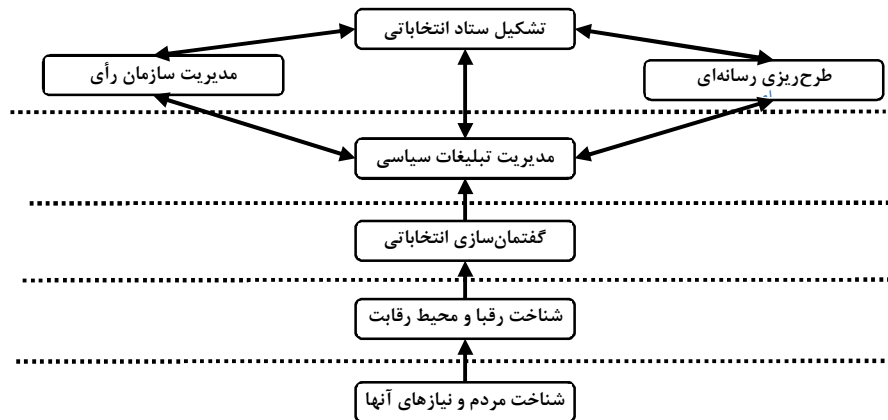 تشکیل ستاد انتخاباتی
طرح‌ریزی رسانه‌ای
مدیریت سازمان رأی
مدیریت تبلیغات سیاسی
گفتمان‌سازی انتخاباتی
شناخت رقبا و محیط رقابت
شناخت مردم و نیازهای آنها